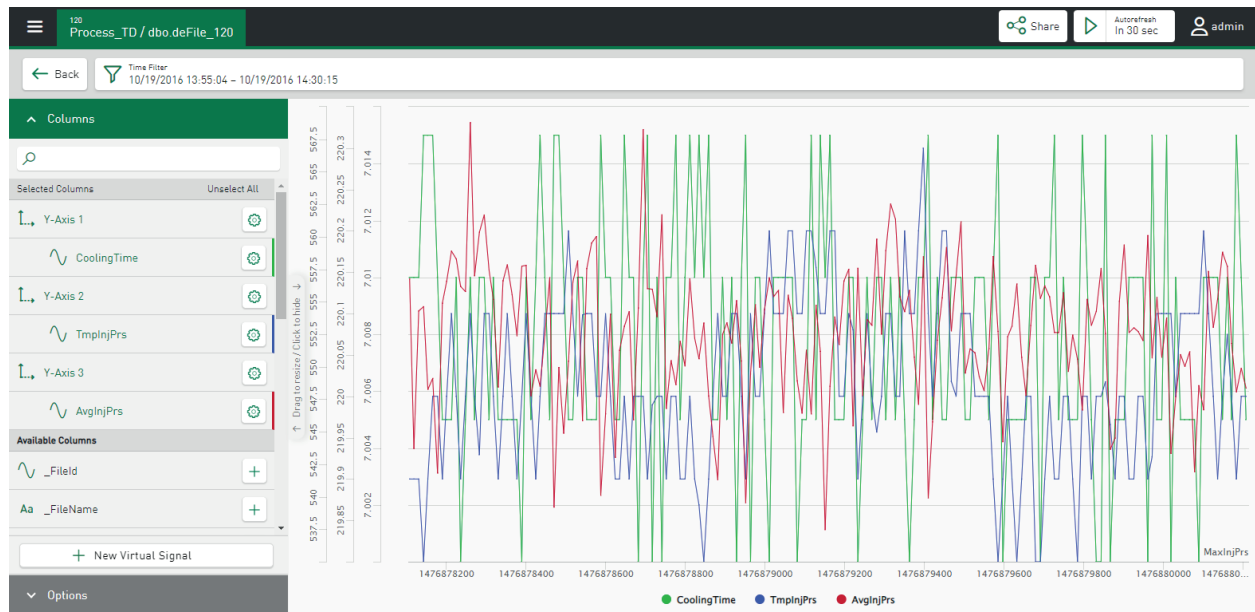 120
Process_TD / dbo.deFile_120
Share
Autorefresh
In 30 sec
admin
Back
Time Filter
10/19/2016 13:55:04 – 10/19/2016 14:30:15
Columns
Selected Columns
Unselect All
Y-Axis 1
CoolingTime
Y-Axis 2
TmpInjPrs
Y-Axis 3
AvgInjPrs
Available Columns
_FileId
Aa _FileName
New Virtual Signal
Options
← Drag to resize / Click to hide →
567.5
565
562.5
560
557.5
555
552.5
550
547.5
545
542.5
540
537.5
220.3
220.25
220.2
220.15
220.1
220.05
220
219.95
219.9
219.85
7.014
7.012
7.01
7.008
7.006
7.004
7.002
MaxInjPrs
1476878200 1476878400 1476878600 1476878800 1476879000 1476879200 1476879400 1476879600 1476879800 1476880000 1476880...
CoolingTime TmpInjPrs AvgInjPrs